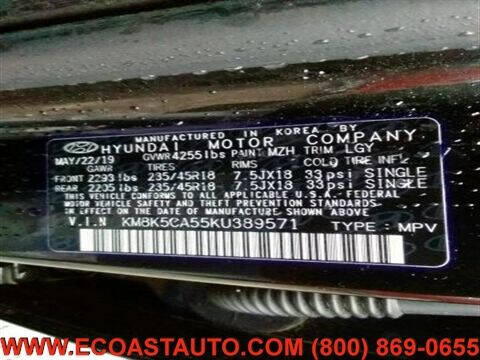 MANUFACTURED IN KOREA BY
HYUNDAI MOTOR COMPANY
MAY/22/19 GVWR 4255lbs PAINT MZH TRIM LGY
GAWR TIRES RIMS COLD TIRE INFL.
FRONT 2293lbs 235/45R18 7.5JX18 33psi SINGLE
REAR 2205lbs 235/45R18 7.5JX18 33psi SINGLE
THIS VEHICLE CONFORMS TO ALL APPLICABLE U.S.A. FEDERAL
MOTOR VEHICLE SAFETY, BUMPER, AND THEFT PREVENTION
STANDARDS IN EFFECT ON THE DATE OF MANUFACTURE SHOWN ABOVE
V.I.N KM8K5CA55KU389571 TYPE : MPV
WWW.ECOASTAUTO.COM (800) 869-0655